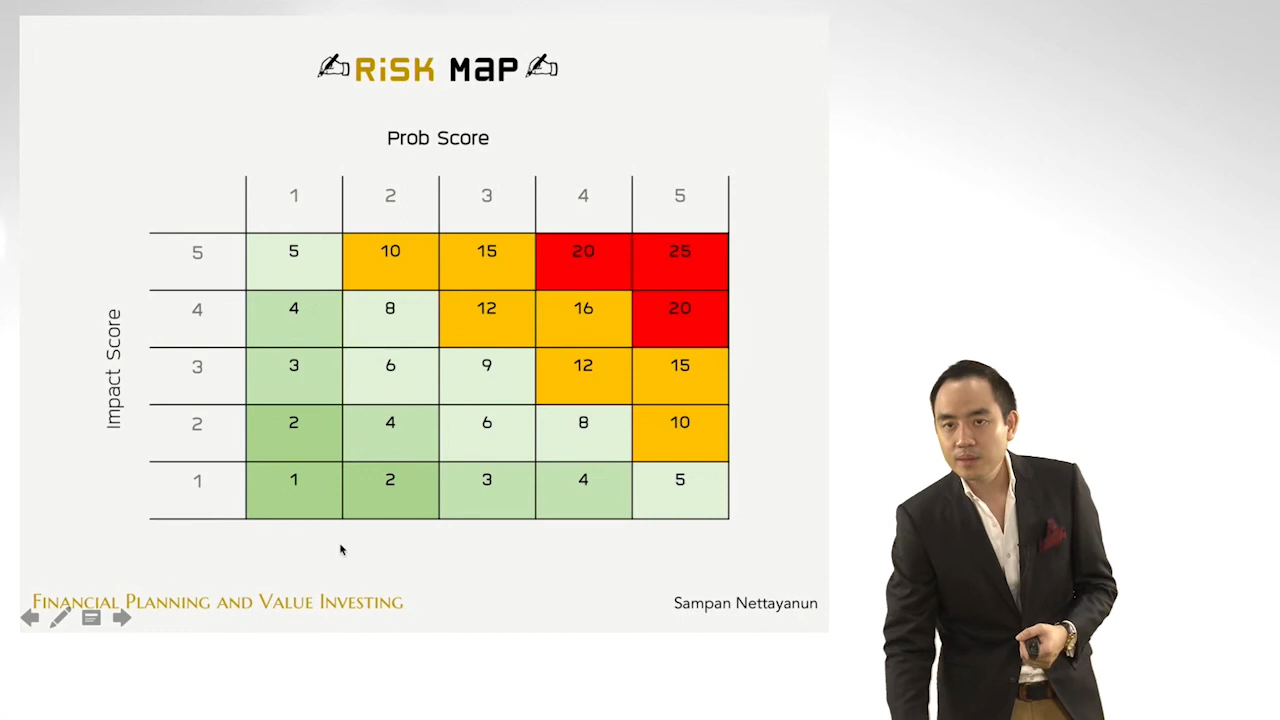 RiSK MaP
Prob Score
1 2 3 4 5
5 5 10 15 20 25
4 4 8 12 16 20
3 3 6 9 12 15
2 2 4 6 8 10
1 1 2 3 4 5
Impact Score
Financial Planning and Value Investing
Sampan Nettayanun